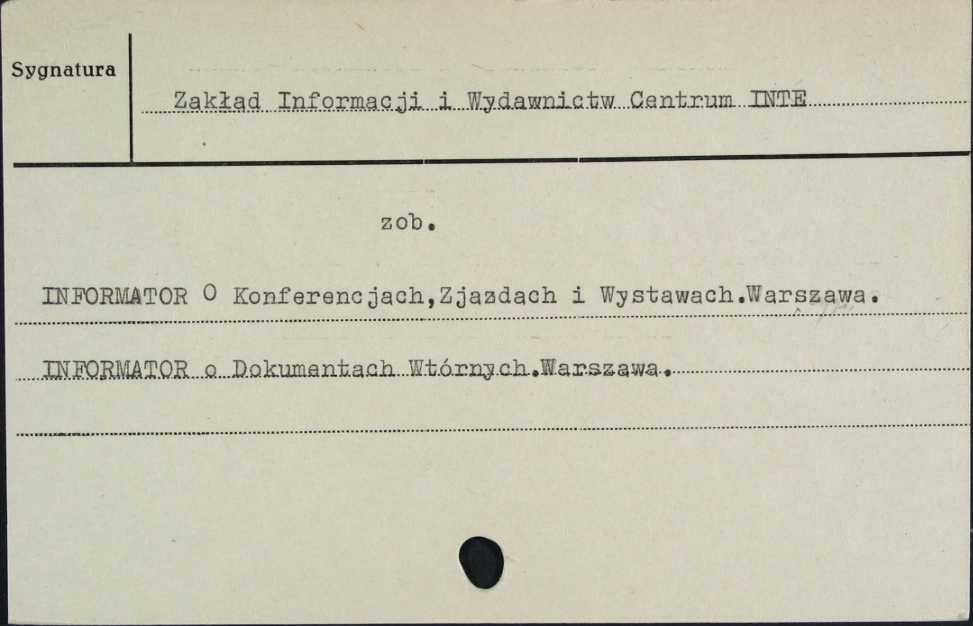 Sygnatura
Zakład Informacji i Wydawnictw Centrum INTE
zob.
INFORMATOR O Konferencjach,Zjazdach i Wystawach.Warszawa.
INFORMATOR o Dokumentach Wtórnych.Warszawa.